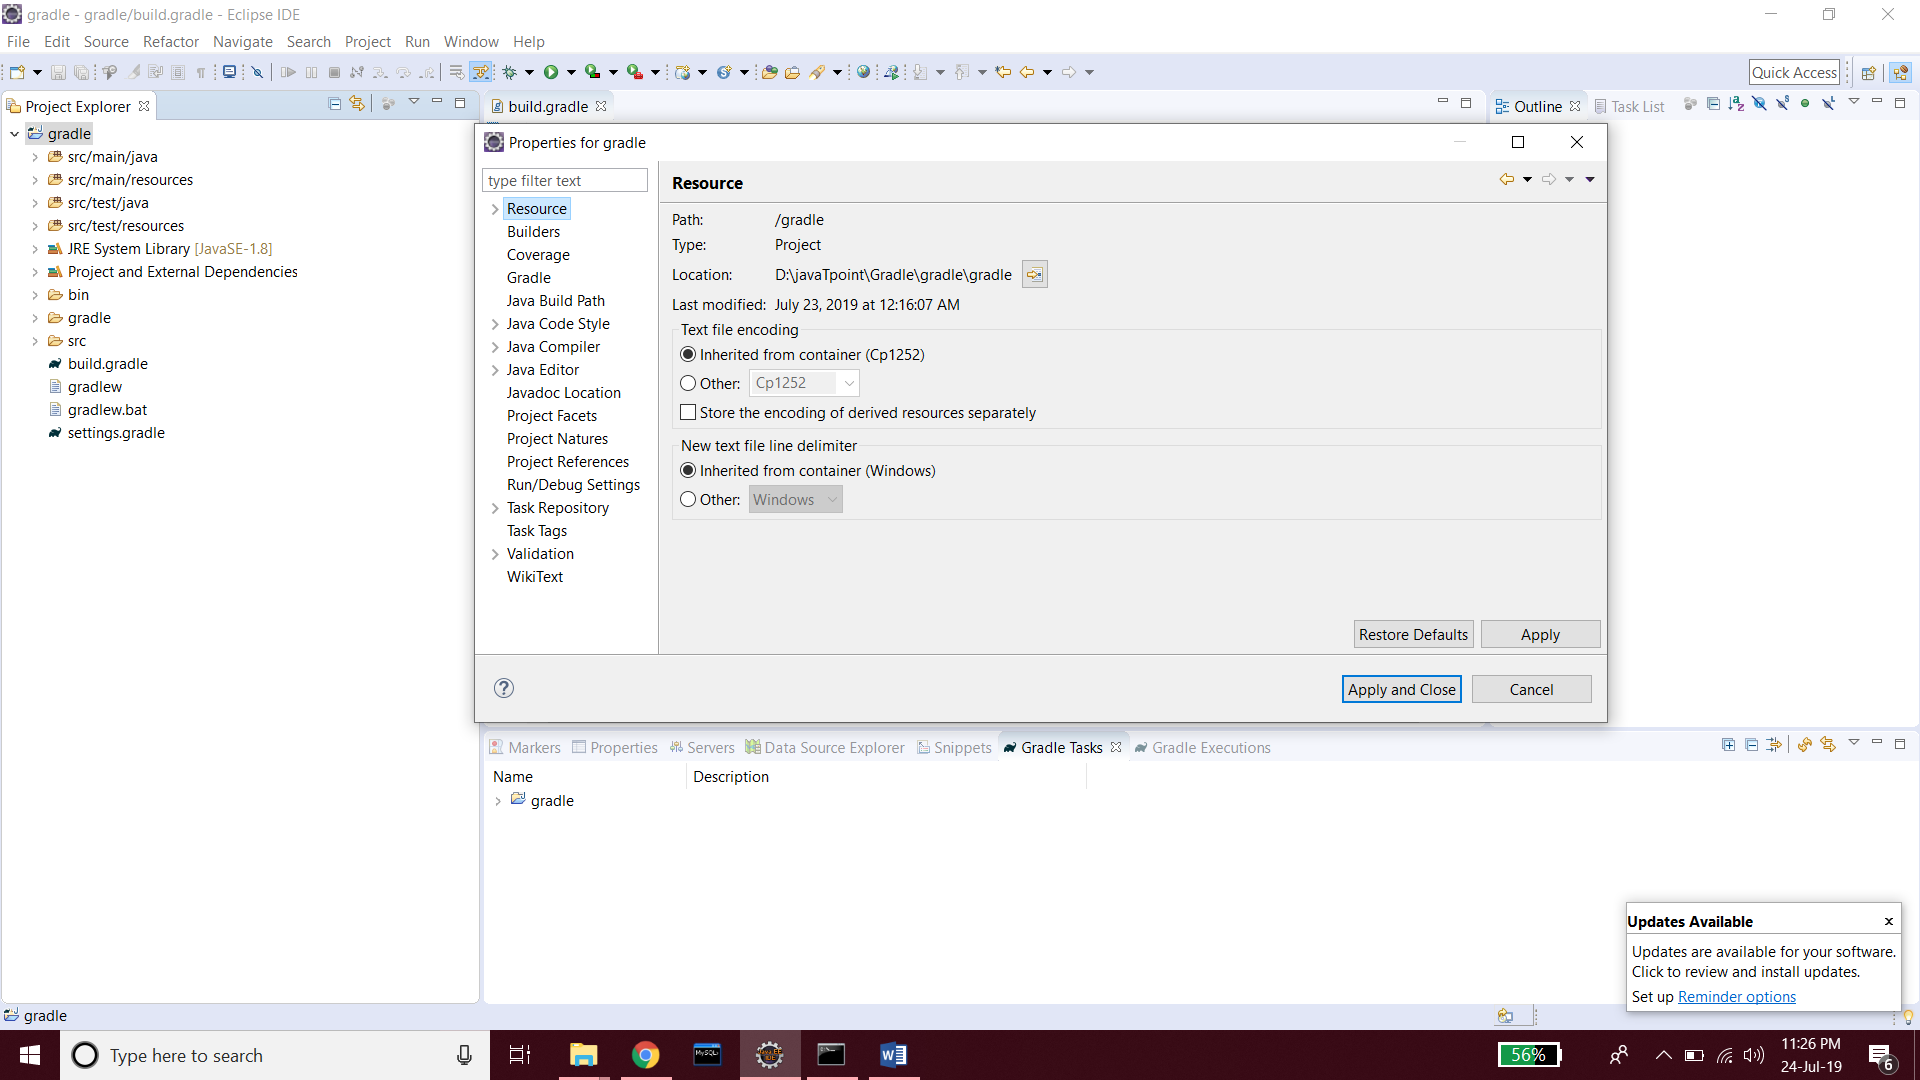 gradle - gradle/build.gradle - Eclipse IDE
File Edit Source Refactor Navigate Search Project Run Window Help
Quick Access
Project Explorer
build.gradle
Outline
Task List
gradle
src/main/java
src/main/resources
src/test/java
src/test/resources
JRE System Library [JavaSE-1.8]
Project and External Dependencies
bin
gradle
src
build.gradle
gradlew
gradlew.bat
settings.gradle
Properties for gradle
type filter text
Resource
Builders
Coverage
Gradle
Java Build Path
Java Code Style
Java Compiler
Java Editor
Javadoc Location
Project Facets
Project Natures
Project References
Run/Debug Settings
Task Repository
Task Tags
Validation
WikiText
Resource
Path: /gradle
Type: Project
Location: D:\javaTpoint\Gradle\gradle\gradle
Last modified: July 23, 2019 at 12:16:07 AM
Text file encoding
Inherited from container (Cp1252)
Other: Cp1252
Store the encoding of derived resources separately
New text file line delimiter
Inherited from container (Windows)
Other: Windows
Restore Defaults Apply
Apply and Close Cancel
Markers Properties Servers Data Source Explorer Snippets Gradle Tasks Gradle Executions
Name Description
gradle
Updates Available x
Updates are available for your software.
Click to review and install updates.
Set up Reminder options
gradle
Type here to search
56%
11:26 PM
24-Jul-19
6